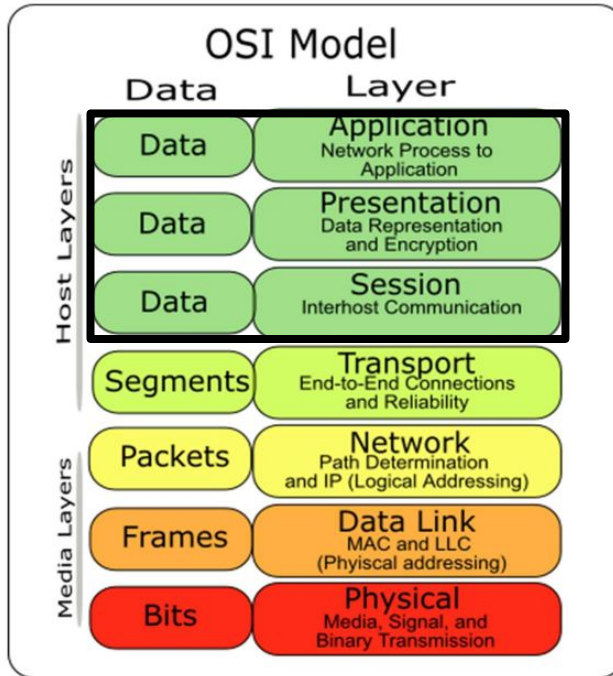 OSI Model
Data Layer
Host Layers
Data
Application
Network Process to
Application
Data
Presentation
Data Representation
and Encryption
Data
Session
Interhost Communication
Segments
Transport
End-to-End Connections
and Reliability
Media Layers
Packets
Network
Path Determination
and IP (Logical Addressing)
Frames
Data Link
MAC and LLC
(Phyiscal addressing)
Bits
Physical
Media, Signal, and
Binary Transmission